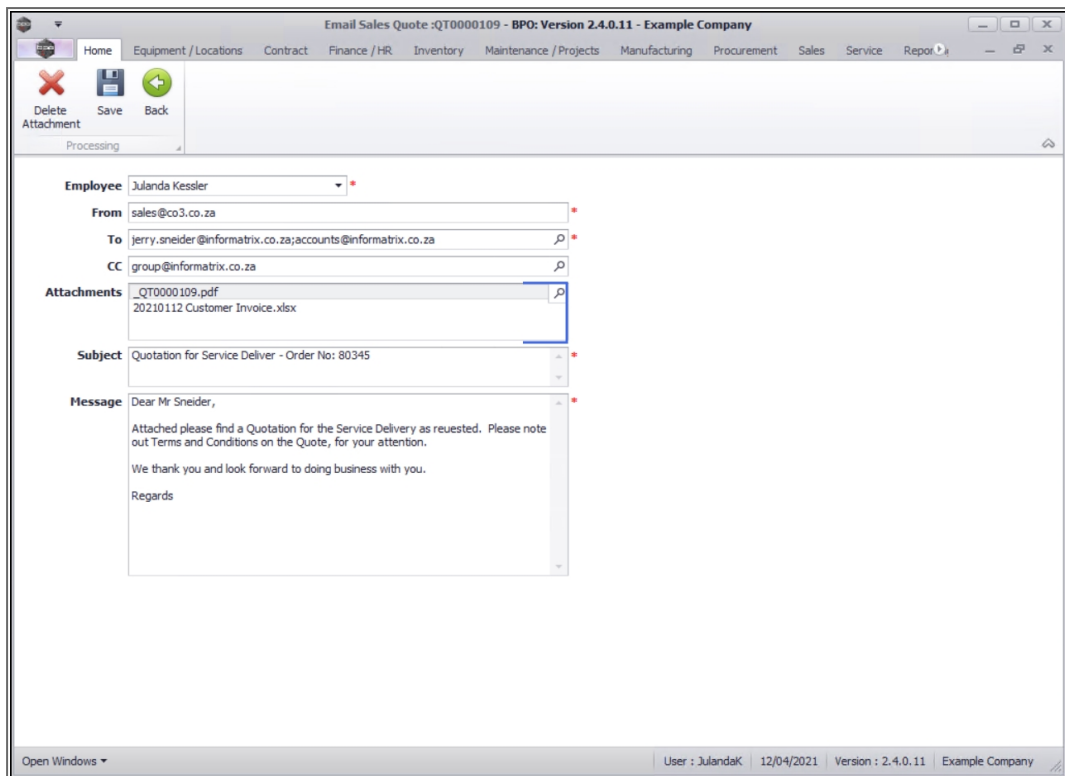 Email Sales Quote :QT0000109 - BPO: Version 2.4.0.11 - Example Company
Home Equipment / Locations Contract Finance / HR Inventory Maintenance / Projects Manufacturing Procurement Sales Service
Delete Attachment Save Back
Processing
Employee Julanda Kessler *
From sales@co3.co.za *
To jerry.sneider@informatrix.co.za;accounts@informatrix.co.za *
CC group@informatrix.co.za
Attachments _QT0000109.pdf
20210112 Customer Invoice.xlsx
Subject Quotation for Service Deliver - Order No: 80345 *
Message Dear Mr Sneider, *
Attached please find a Quotation for the Service Delivery as reuested. Please note
out Terms and Conditions on the Quote, for your attention.
We thank you and look forward to doing business with you.
Regards
Open Windows User : JulandaK 12/04/2021 Version : 2.4.0.11 Example Company